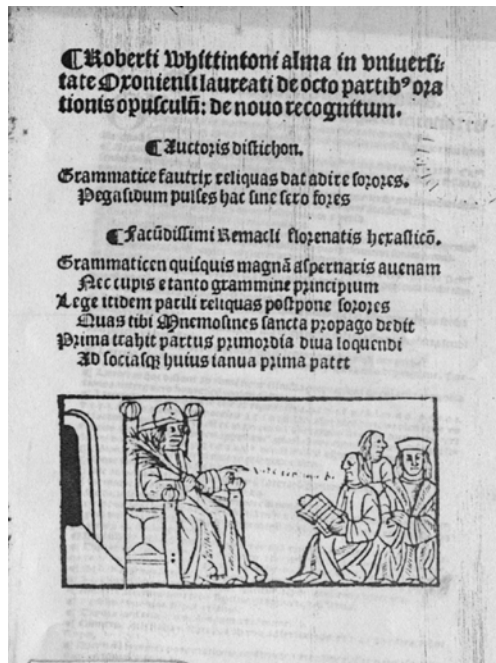 ¶Roberti Whittintoni alma in vniuersi-
tate Oxoniensi laureati de octo partib⁹ ora
tionis opusculū: de nouo recognitum.
¶Auctoris distichon.
Grammatice fautrix reliquas dat adire sorores.
Pegasidum pulses hac sine sero fores
¶Facūdissimi Remacli florenatis hexasticō.
Grammaticen quisquis magnā aspernaris auenam
Nec cupis e tanto grammine principium
Lege itidem parili reliquas postpone sorores
Quas tibi Mnemosines sancta propago dedit
Prima trahit partus primordia diua loquendi
Ad sociasqȝ huius ianua prima patet